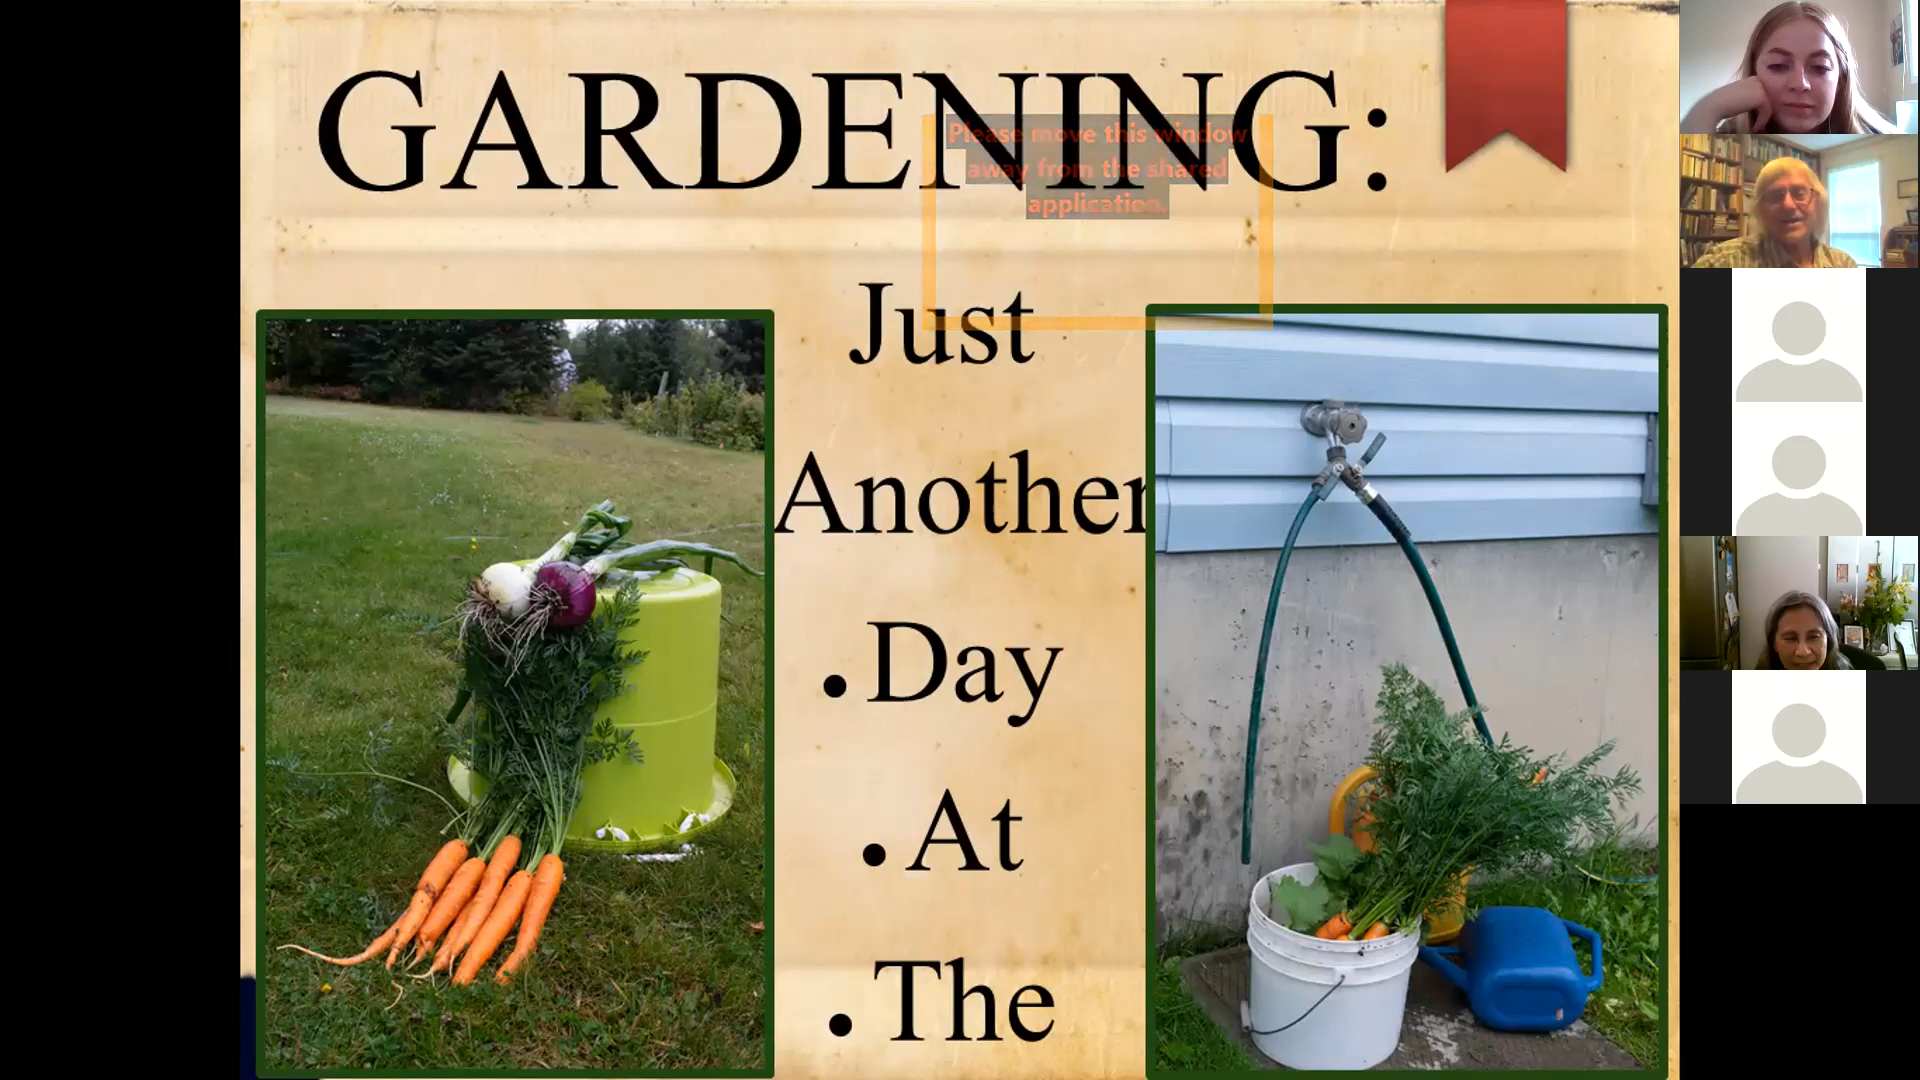 GARDENING:
Please move this window
away from the shared
application.
Just
Another
• Day
• At
• The